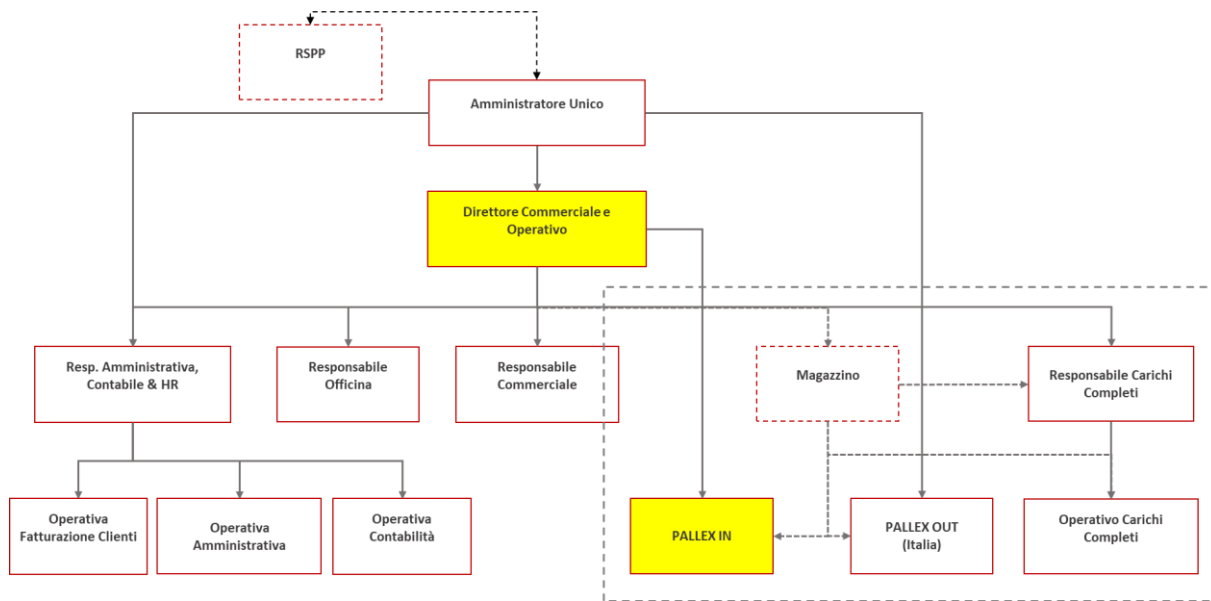 RSPP
Amministratore Unico
Direttore Commerciale e
Operativo
Resp. Amministrativa,
Contabile & HR
Responsabile
Officina
Responsabile
Commerciale
Magazzino
Responsabile Carichi
Completi
Operativa
Fatturazione Clienti
Operativa
Amministrativa
Operativa
Contabilità
PALLEX IN
PALLEX OUT
(Italia)
Operativo Carichi
Completi